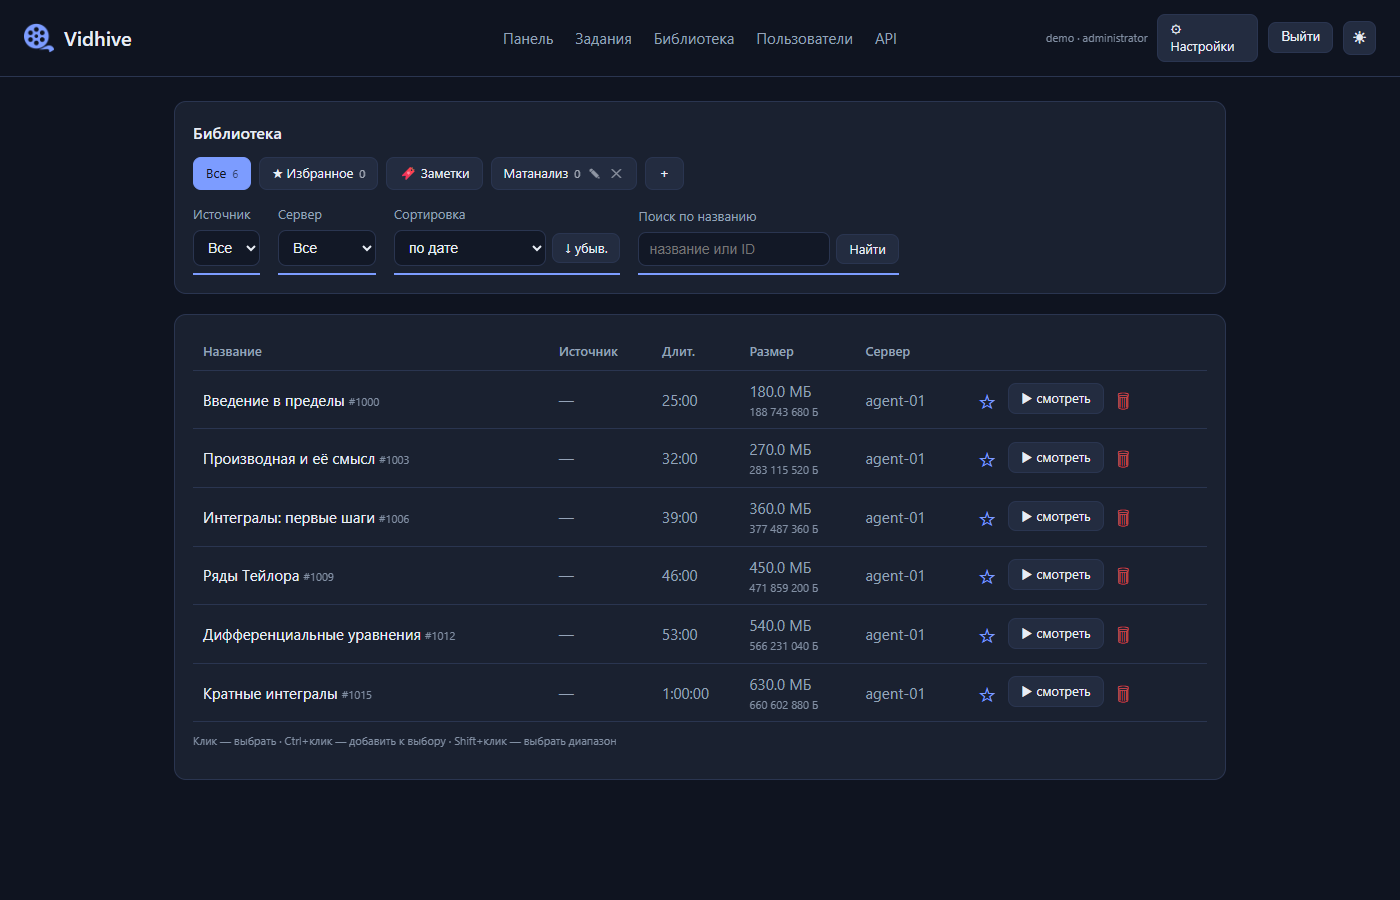 Vidhive
Панель Задания Библиотека Пользователи API
demo · administrator
⚙ Настройки
Выйти
Библиотека
Все 6
★ Избранное 0
Заметки
Матанализ 0
+
Источник Сервер Сортировка Поиск по названию
Все Все по дате ↓ убыв. название или ID Найти
Название Источник Длит. Размер Сервер
Введение в пределы #1000 — 25:00 180.0 МБ agent-01 ▶ смотреть
188 743 680 Б
Производная и её смысл #1003 — 32:00 270.0 МБ agent-01 ▶ смотреть
283 115 520 Б
Интегралы: первые шаги #1006 — 39:00 360.0 МБ agent-01 ▶ смотреть
377 487 360 Б
Ряды Тейлора #1009 — 46:00 450.0 МБ agent-01 ▶ смотреть
471 859 200 Б
Дифференциальные уравнения #1012 — 53:00 540.0 МБ agent-01 ▶ смотреть
566 231 040 Б
Кратные интегралы #1015 — 1:00:00 630.0 МБ agent-01 ▶ смотреть
660 602 880 Б
Клик — выбрать · Ctrl+клик — добавить к выбору · Shift+клик — выбрать диапазон